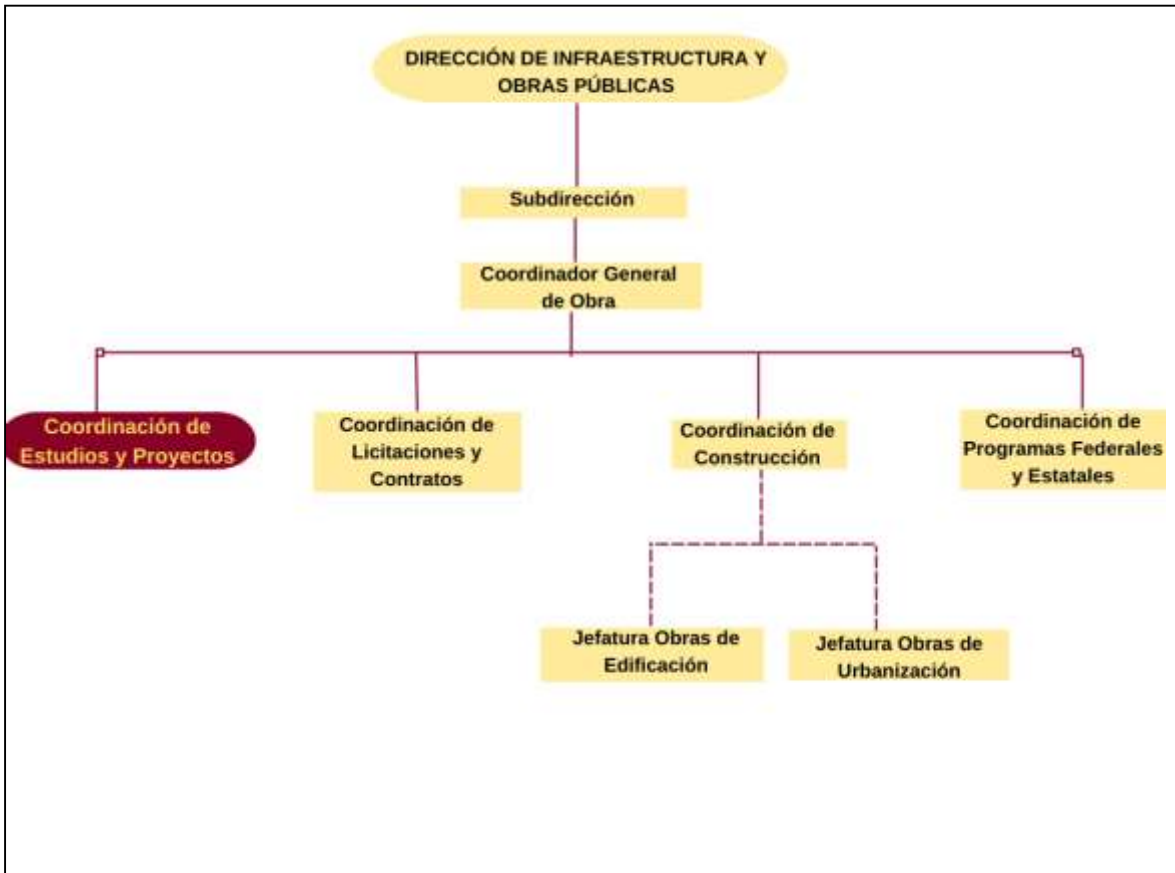 DIRECCIÓN DE INFRAESTRUCTURA Y
OBRAS PÚBLICAS
Subdirección
Coordinador General
de Obra
Coordinación de
Estudios y Proyectos
Coordinación de
Licitaciones y
Contratos
Coordinación de
Construcción
Coordinación de
Programas Federales
y Estatales
Jefatura Obras de
Edificación
Jefatura Obras de
Urbanización